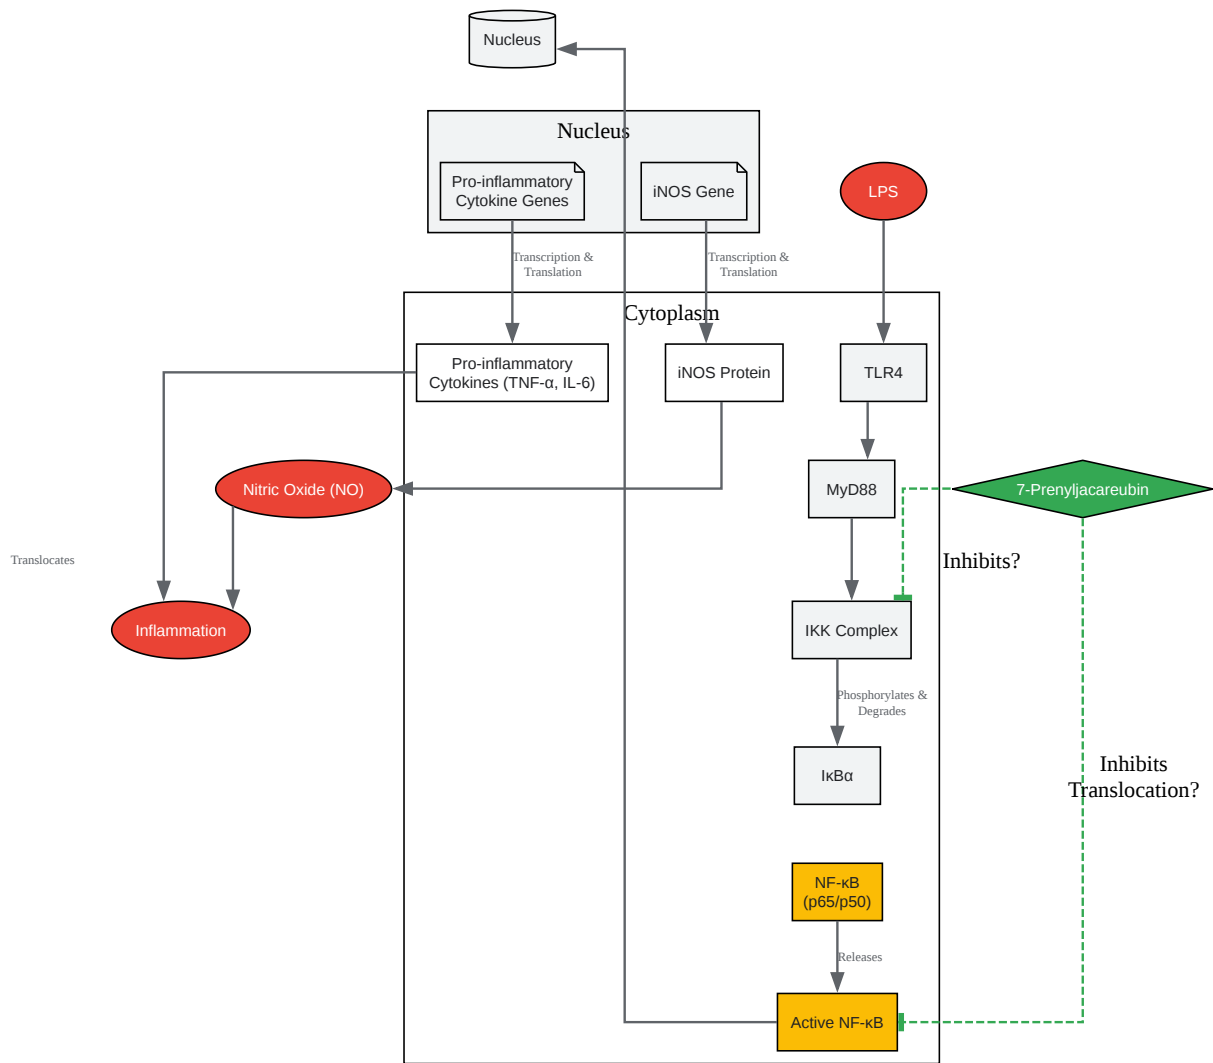 Nucleus
Nucleus
Pro-inflammatory
Cytokine Genes
iNOS Gene
LPS
Transcription &
Translation
Transcription &
Translation
Cytoplasm
Pro-inflammatory
Cytokines (TNF-α, IL-6)
iNOS Protein
TLR4
Nitric Oxide (NO)
MyD88
7-Prenyljacareubin
Translocates
Inhibits?
Inflammation
IKK Complex
Phosphorylates &
Degrades
Inhibits
Translocation?
IκBα
NF-κB
(p65/p50)
Releases
Active NF-κB